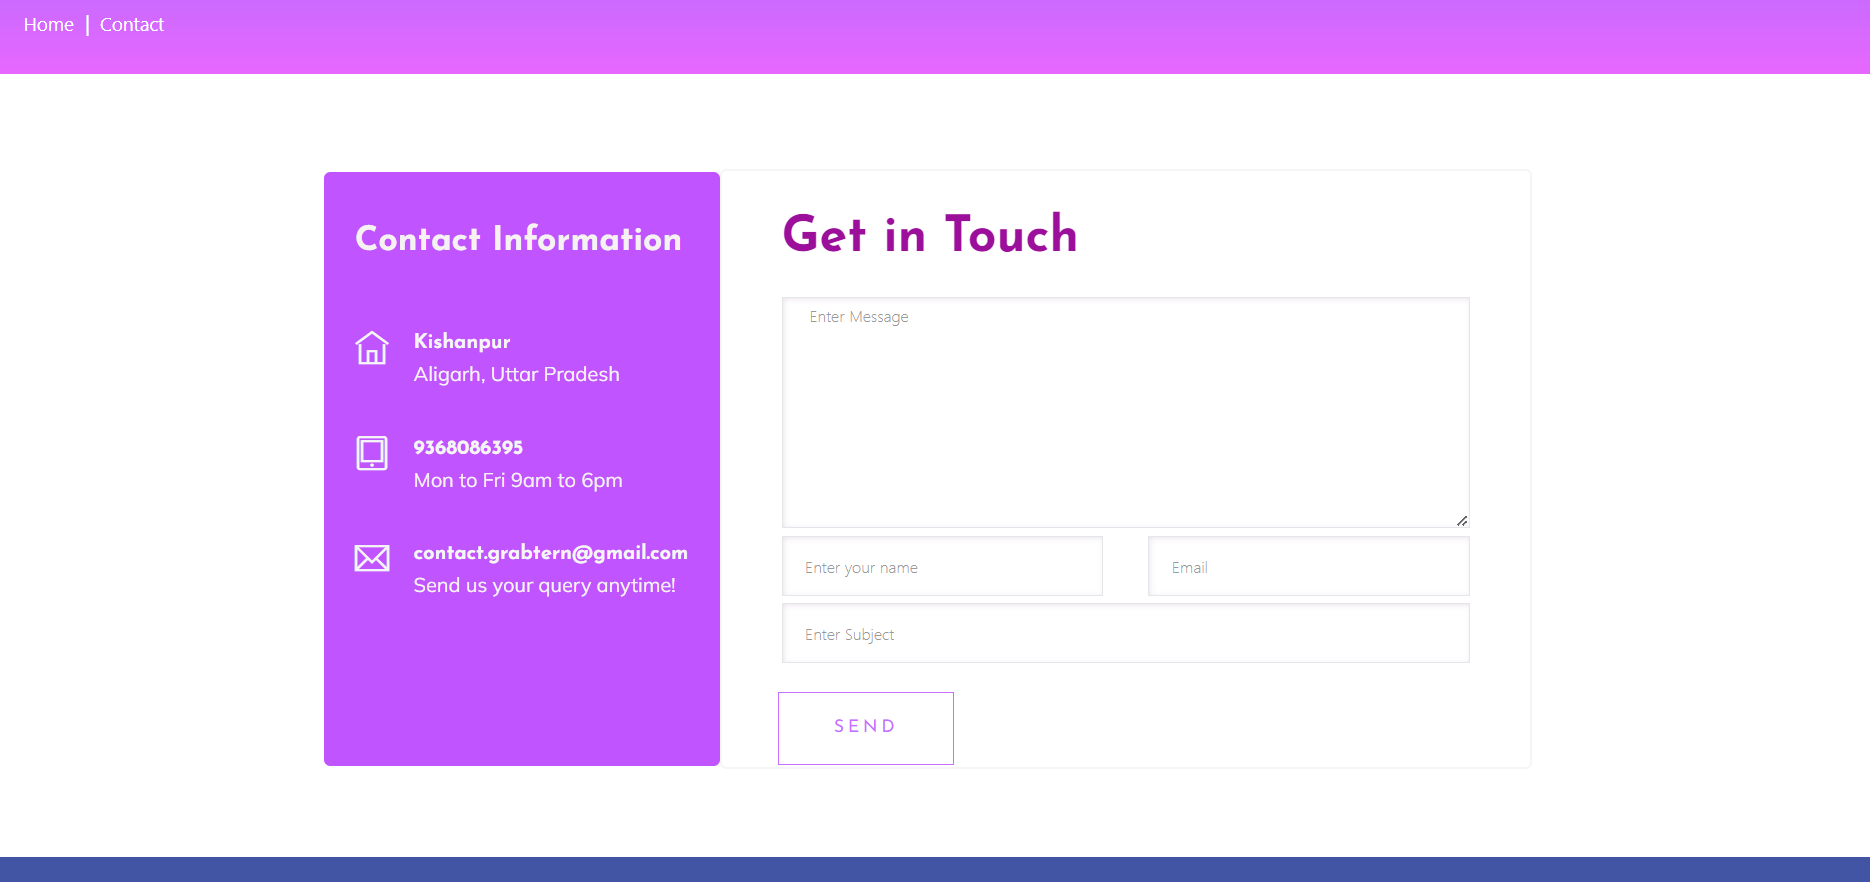 Home | Contact
Contact Information
Kishanpur
Aligarh, Uttar Pradesh
9368086395
Mon to Fri 9am to 6pm
contact.grabtern@gmail.com
Send us your query anytime!
Get in Touch
Enter Message
Enter your name
Email
Enter Subject
SEND